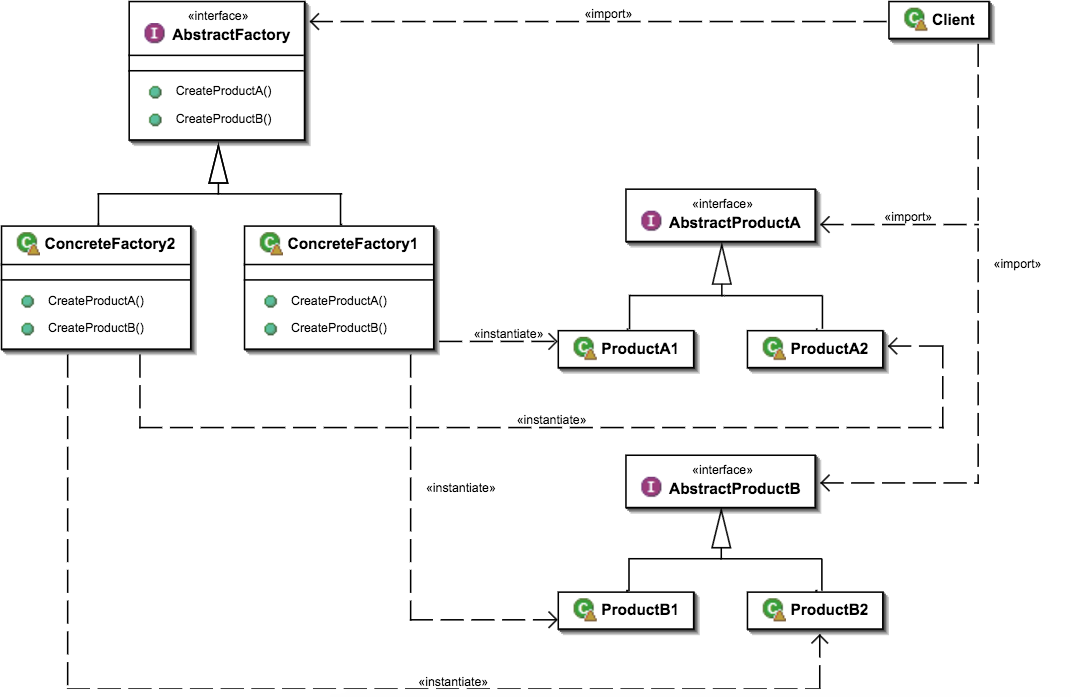 «interface»
I AbstractFactory
CreateProductA()
CreateProductB()
«import»
C Client
C ConcreteFactory2
CreateProductA()
CreateProductB()
C ConcreteFactory1
CreateProductA()
CreateProductB()
«interface»
I AbstractProductA
«import»
«import»
«instantiate»
C ProductA1
C ProductA2
«instantiate»
«interface»
I AbstractProductB
«instantiate»
C ProductB1
C ProductB2
«instantiate»